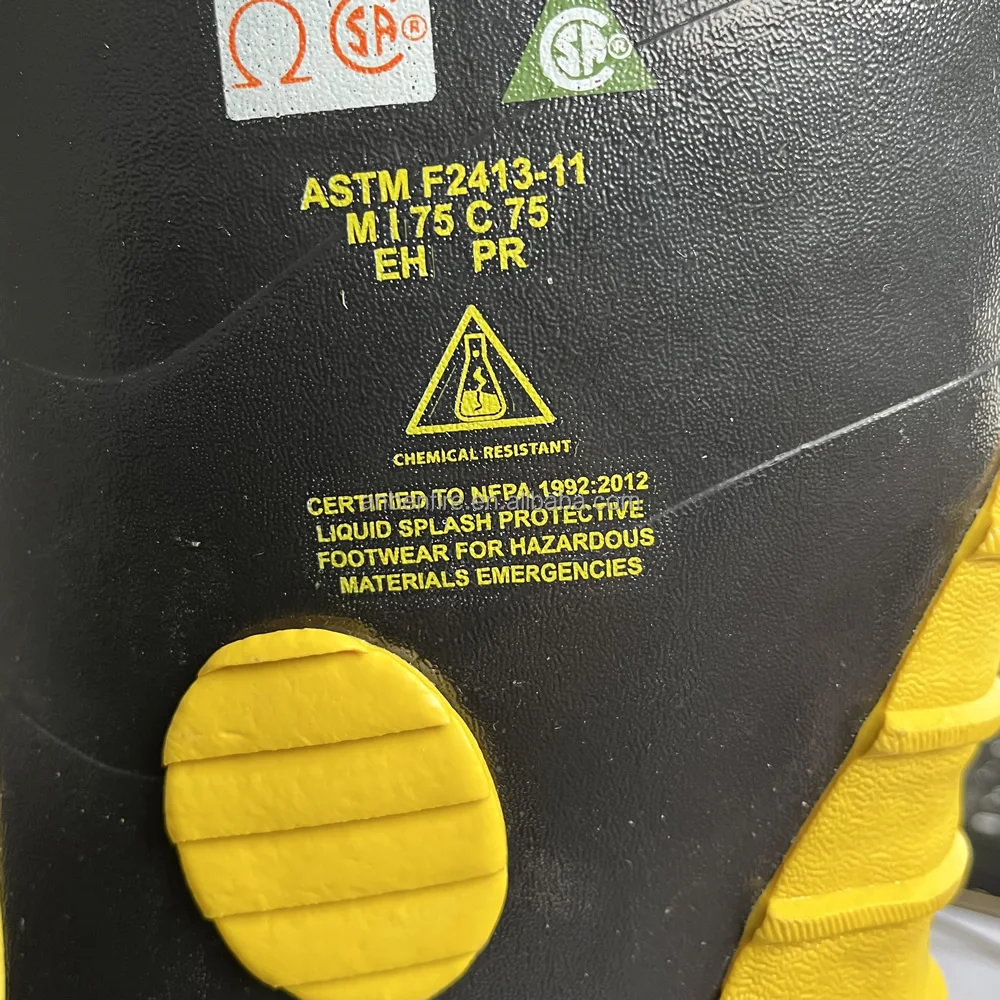 Ω CSA®
CSA®
ASTM F2413-11
M I 75 C 75
EH PR
CHEMICAL RESISTANT
CERTIFIED TO NFPA 1992:2012
LIQUID SPLASH PROTECTIVE
FOOTWEAR FOR HAZARDOUS
MATERIALS EMERGENCIES